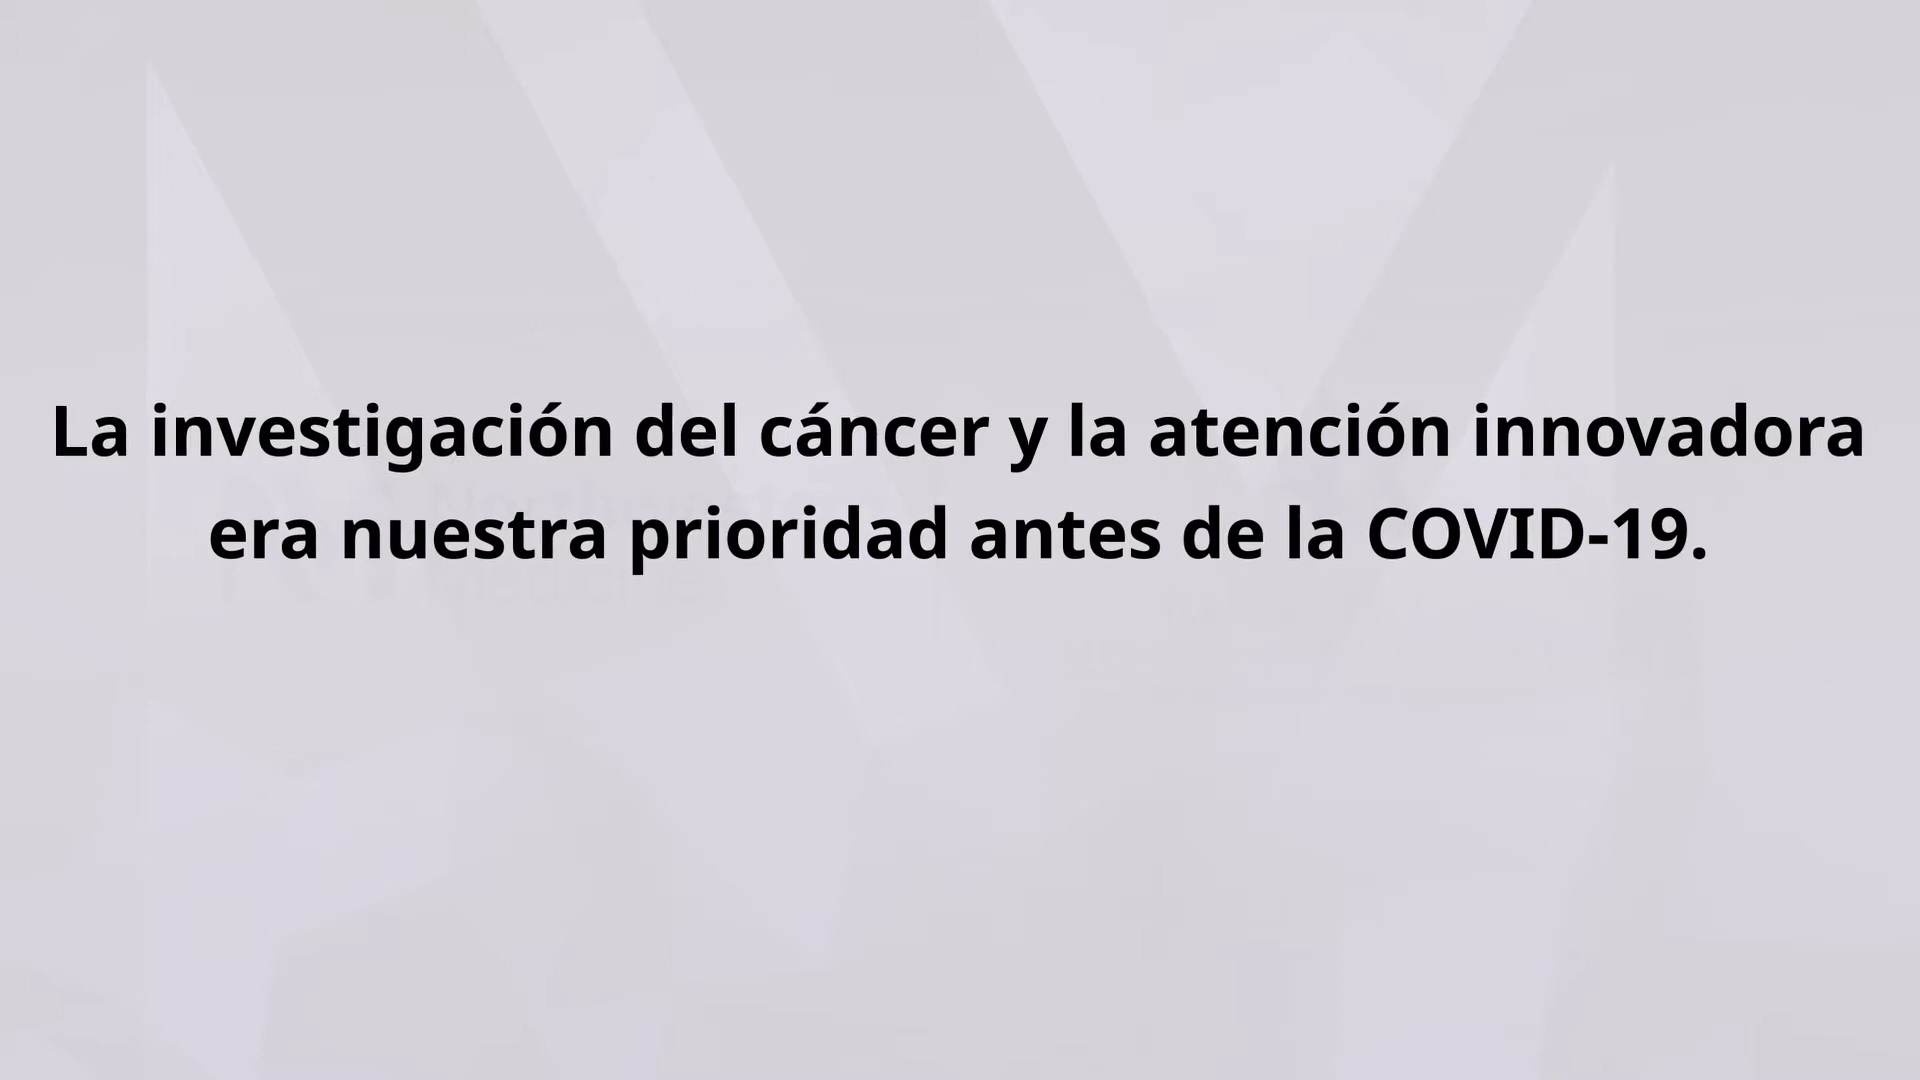 La investigación del cáncer y la atención innovadora
era nuestra prioridad antes de la COVID-19.